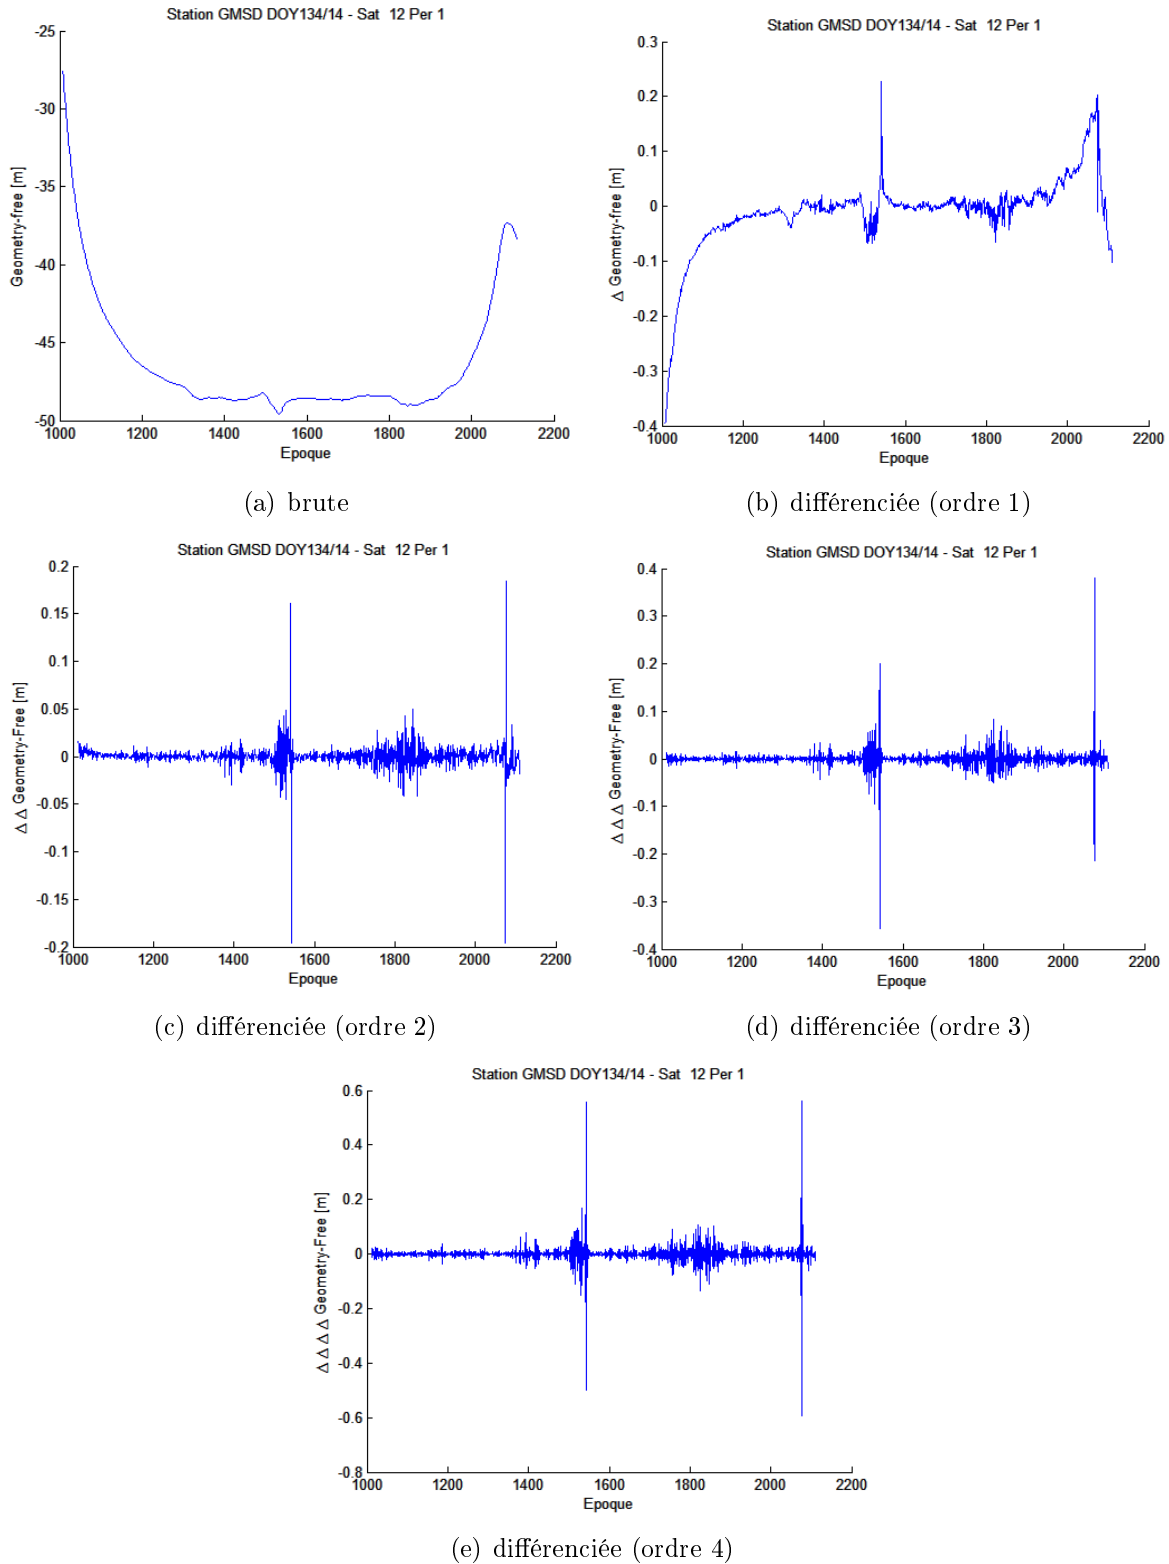 Station GMSD DOY134/14 - Sat 12 Per 1
-25
-30
-35
-40
-45
-50
Geometry-free [m]
1000 1200 1400 1600 1800 2000 2200
Epoque
(a) brute
Station GMSD DOY134/14 - Sat 12 Per 1
0.3
0.2
0.1
0
-0.1
-0.2
-0.3
-0.4
Δ Geometry-free [m]
1000 1200 1400 1600 1800 2000 2200
Epoque
(b) différenciée (ordre 1)
Station GMSD DOY134/14 - Sat 12 Per 1
0.2
0.15
0.1
0.05
0
-0.05
-0.1
-0.15
-0.2
Δ Δ Geometry-Free [m]
1000 1200 1400 1600 1800 2000 2200
Epoque
(c) différenciée (ordre 2)
Station GMSD DOY134/14 - Sat 12 Per 1
0.4
0.3
0.2
0.1
0
-0.1
-0.2
-0.3
-0.4
Δ Δ Δ Geometry-Free [m]
1000 1200 1400 1600 1800 2000 2200
Epoque
(d) différenciée (ordre 3)
Station GMSD DOY134/14 - Sat 12 Per 1
0.6
0.4
0.2
0
-0.2
-0.4
-0.6
-0.8
Δ Δ Δ Δ Geometry-Free [m]
1000 1200 1400 1600 1800 2000 2200
Epoque
(e) différenciée (ordre 4)